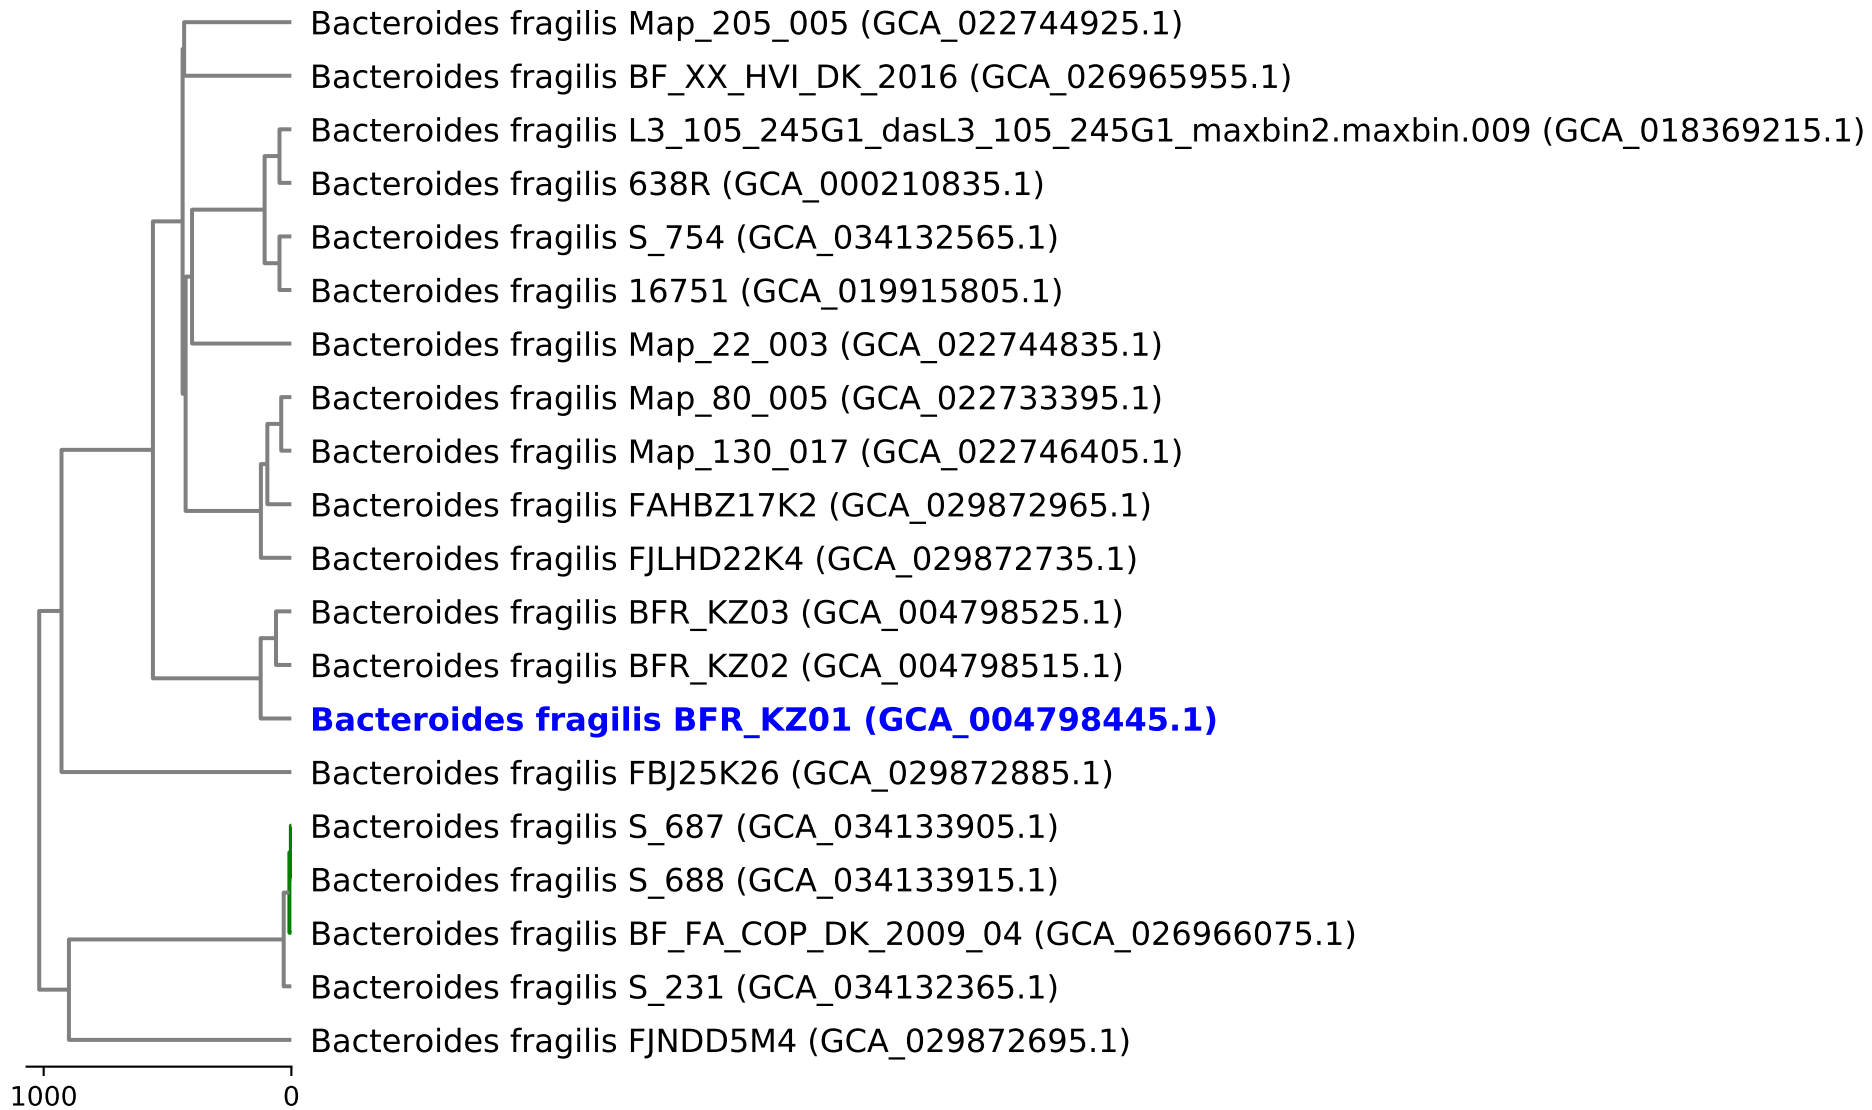 Bacteroides fragilis Map_205_005 (GCA_022744925.1)
Bacteroides fragilis BF_XX_HVI_DK_2016 (GCA_026965955.1)
Bacteroides fragilis L3_105_245G1_dasL3_105_245G1_maxbin2.maxbin.009 (GCA_018369215.1)
Bacteroides fragilis 638R (GCA_000210835.1)
Bacteroides fragilis S_754 (GCA_034132565.1)
Bacteroides fragilis 16751 (GCA_019915805.1)
Bacteroides fragilis Map_22_003 (GCA_022744835.1)
Bacteroides fragilis Map_80_005 (GCA_022733395.1)
Bacteroides fragilis Map_130_017 (GCA_022746405.1)
Bacteroides fragilis FAHBZ17K2 (GCA_029872965.1)
Bacteroides fragilis FJLHD22K4 (GCA_029872735.1)
Bacteroides fragilis BFR_KZ03 (GCA_004798525.1)
Bacteroides fragilis BFR_KZ02 (GCA_004798515.1)
Bacteroides fragilis BFR_KZ01 (GCA_004798445.1)
Bacteroides fragilis FBJ25K26 (GCA_029872885.1)
Bacteroides fragilis S_687 (GCA_034133905.1)
Bacteroides fragilis S_688 (GCA_034133915.1)
Bacteroides fragilis BF_FA_COP_DK_2009_04 (GCA_026966075.1)
Bacteroides fragilis S_231 (GCA_034132365.1)
Bacteroides fragilis FJNDD5M4 (GCA_029872695.1)
1000 0